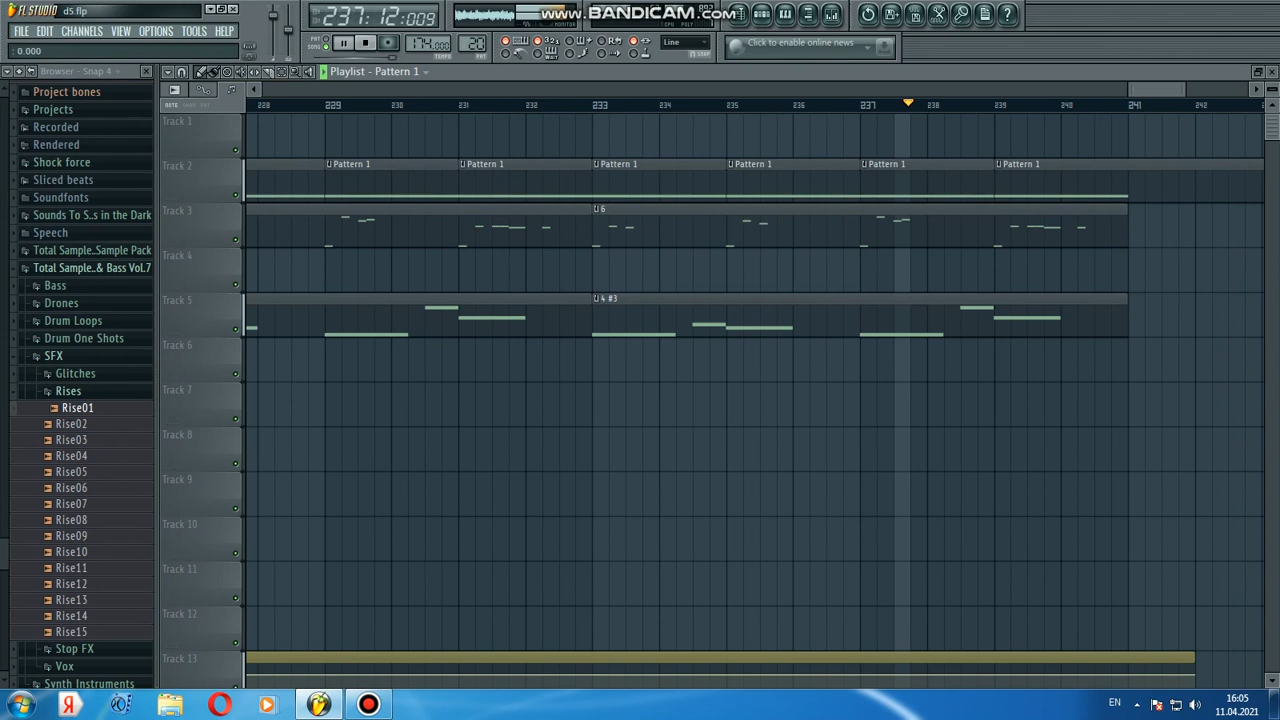 FL STUDIO d5.flp
www.BANDICAM.com
237:12:009
FILE EDIT CHANNELS VIEW OPTIONS TOOLS HELP
PAT
SONG
174.000
TEMPO
20
PAT
Line
Click to enable online news
0.000
Browser - Snap 4
Playlist - Pattern 1
Project bones
Projects
Recorded
Rendered
Shock force
Sliced beats
Soundfonts
Sounds To S..s in the Dark
Speech
Total Sample..Sample Pack
Total Sample..& Bass Vol.7
Bass
Drones
Drum Loops
Drum One Shots
SFX
Glitches
Rises
Rise01
Rise02
Rise03
Rise04
Rise05
Rise06
Rise07
Rise08
Rise09
Rise10
Rise11
Rise12
Rise13
Rise14
Rise15
Stop FX
Vox
Synth Instruments
228 229 230 231 232 233 234 235 236 237 238 239 240 241 242
Track 1
Track 2
Pattern 1 Pattern 1 Pattern 1 Pattern 1 Pattern 1 Pattern 1
Track 3
6
Track 4
Track 5
4 #3
Track 6
Track 7
Track 8
Track 9
Track 10
Track 11
Track 12
Track 13
EN
16:05
11.04.2021